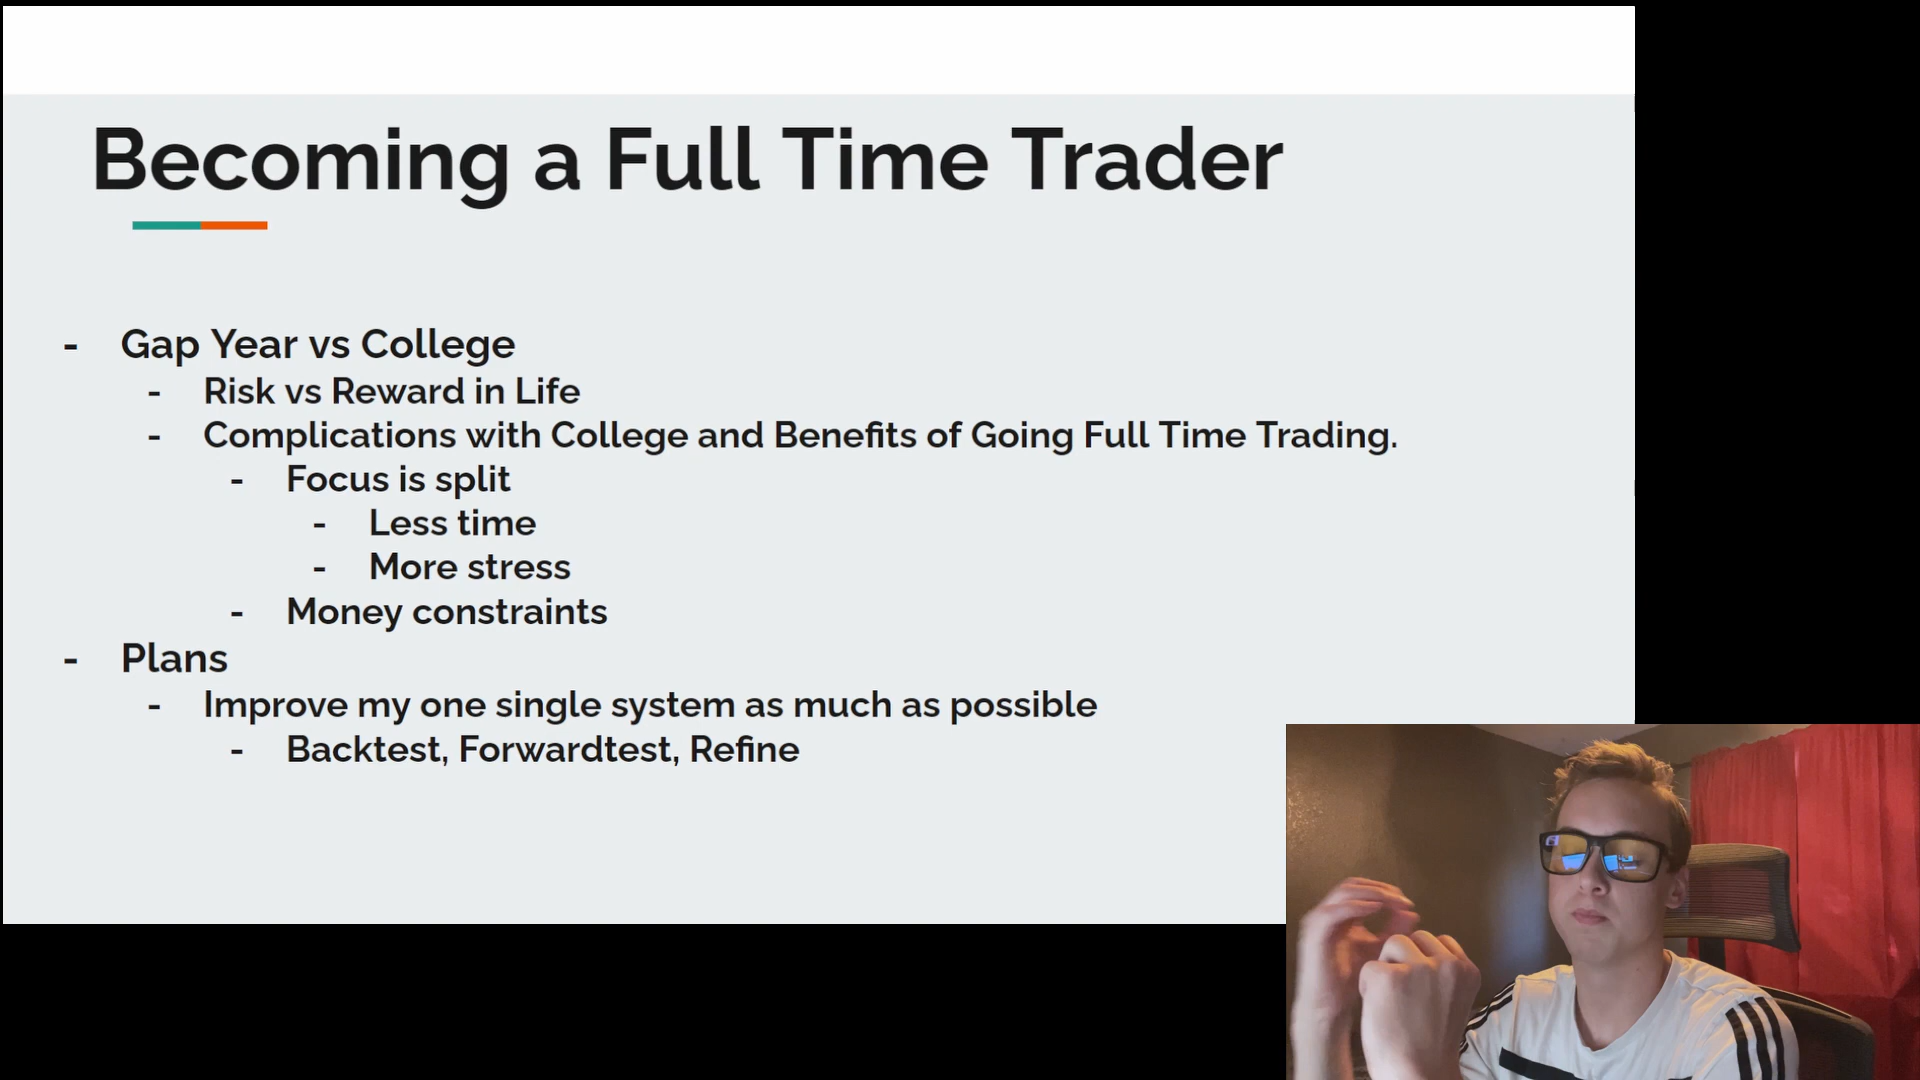 Becoming a Full Time Trader
- Gap Year vs College
- Risk vs Reward in Life
- Complications with College and Benefits of Going Full Time Trading.
- Focus is split
- Less time
- More stress
- Money constraints
- Plans
- Improve my one single system as much as possible
- Backtest, Forwardtest, Refine